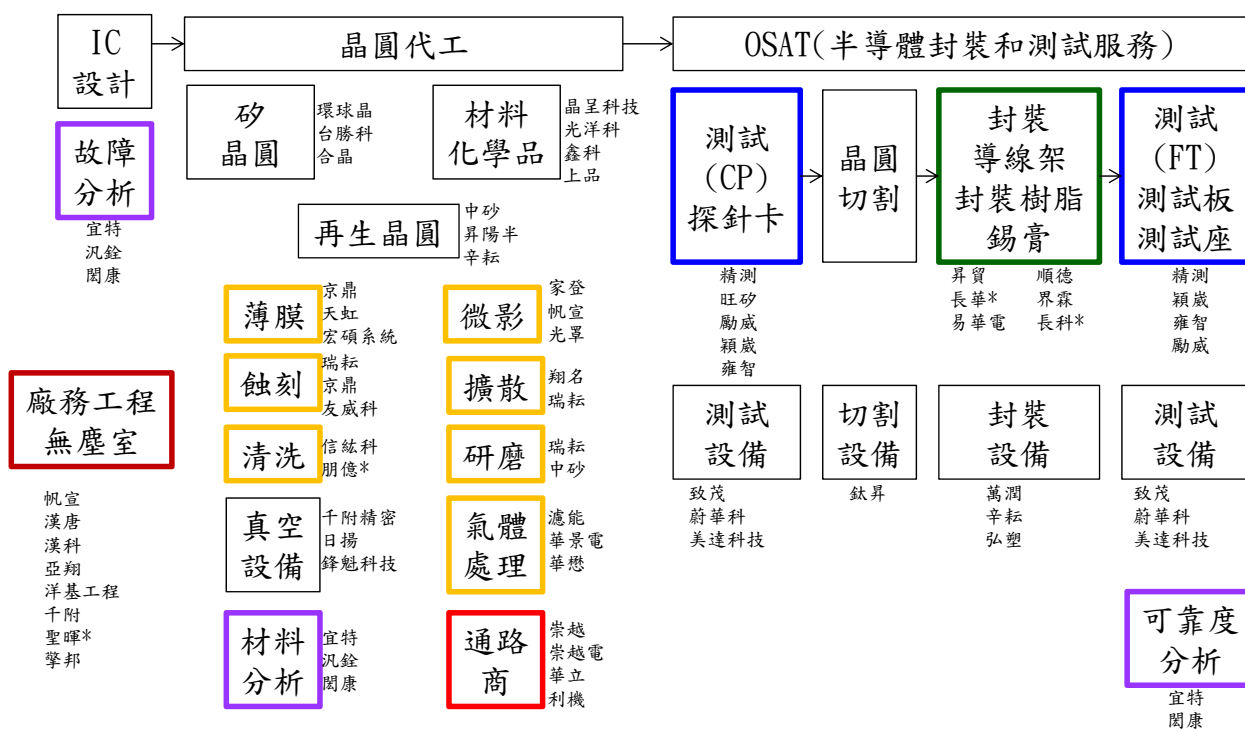 IC
設計
晶圓代工
OSAT(半導體封裝和測試服務)
故障
分析
宜特
汎銓
閎康
矽
晶圓
環球晶
台勝科
合晶
材料
化學品
晶呈科技
光洋科
鑫科
上品
再生晶圓
中砂
昇陽半
辛耘
薄膜
京鼎
天虹
宏碩系統
微影
家登
帆宣
光罩
蝕刻
瑞耘
京鼎
友威科
擴散
翔名
瑞耘
清洗
信紘科
朋億*
研磨
瑞耘
中砂
真空
設備
千附精密
日揚
鋒魁科技
氣體
處理
濾能
華景電
華懋
材料
分析
宜特
汎銓
閎康
通路
商
崇越
崇越電
華立
利機
廠務工程
無塵室
帆宣
漢唐
漢科
亞翔
洋基工程
千附
聖暉*
擎邦
測試
(CP)
探針卡
精測
旺矽
勵威
穎崴
雍智
晶圓
切割
封裝
導線架
封裝樹脂
錫膏
昇貿
長華*
易華電
順德
界霖
長科*
測試
(FT)
測試板
測試座
精測
穎崴
雍智
勵威
測試
設備
致茂
蔚華科
美達科技
切割
設備
鈦昇
封裝
設備
萬潤
辛耘
弘塑
測試
設備
致茂
蔚華科
美達科技
可靠度
分析
宜特
閎康